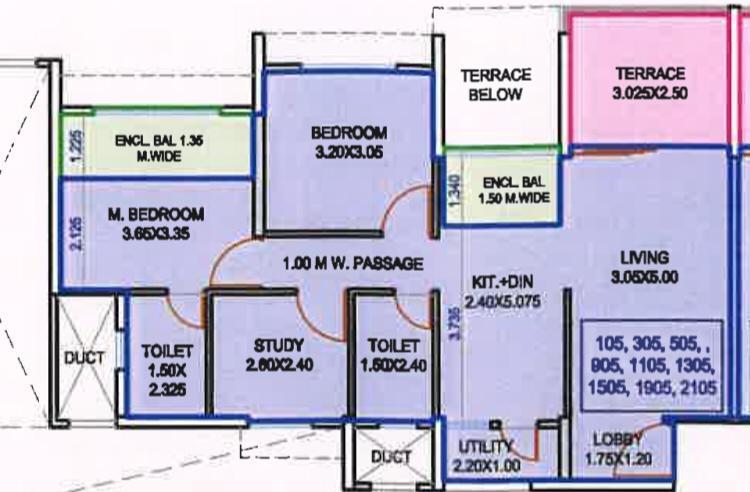 TERRACE
BELOW
TERRACE
3.025X2.50
ENCL. BAL 1.35
M.WIDE
1.225
BEDROOM
3.20X3.05
ENCL. BAL
1.50 M.WIDE
1.340
M. BEDROOM
3.65X3.35
2.125
1.00 M W. PASSAGE
KIT.+DIN
2.40X5.075
LIVING
3.05X5.00
3.735
DUCT
TOILET
1.50X
2.325
STUDY
2.60X2.40
TOILET
1.50X2.40
105, 305, 505, ,
905, 1105, 1305,
1505, 1905, 2105
DUCT
UTILITY
2.20X1.00
LOBBY
1.75X1.20